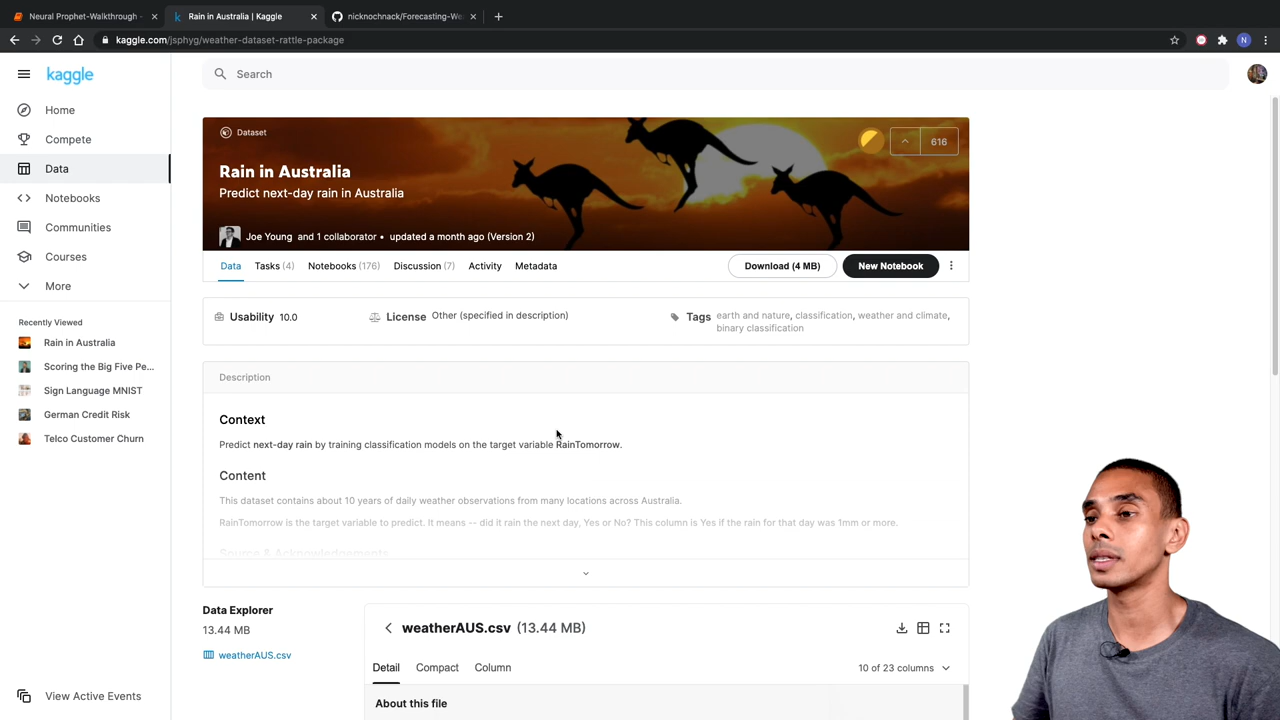 Neural Prophet-Walkthrough -
Rain in Australia | Kaggle
nicknochnack/Forecasting-We
kaggle.com/jsphyg/weather-dataset-rattle-package
N
kaggle
Search
Home
Compete
Data
Notebooks
Communities
Courses
More
Recently Viewed
Rain in Australia
Scoring the Big Five Pe...
Sign Language MNIST
German Credit Risk
Telco Customer Churn
View Active Events
Dataset
616
Rain in Australia
Predict next-day rain in Australia
Joe Young and 1 collaborator • updated a month ago (Version 2)
Data Tasks (4) Notebooks (176) Discussion (7) Activity Metadata Download (4 MB) New Notebook
Usability 10.0 License Other (specified in description) Tags earth and nature, classification, weather and climate,
binary classification
Description
Context
Predict next-day rain by training classification models on the target variable RainTomorrow.
Content
This dataset contains about 10 years of daily weather observations from many locations across Australia.
RainTomorrow is the target variable to predict. It means -- did it rain the next day, Yes or No? This column is Yes if the rain for that day was 1mm or more.
Source & Acknowledgements
Data Explorer
13.44 MB
weatherAUS.csv
weatherAUS.csv (13.44 MB)
Detail Compact Column 10 of 23 columns
About this file